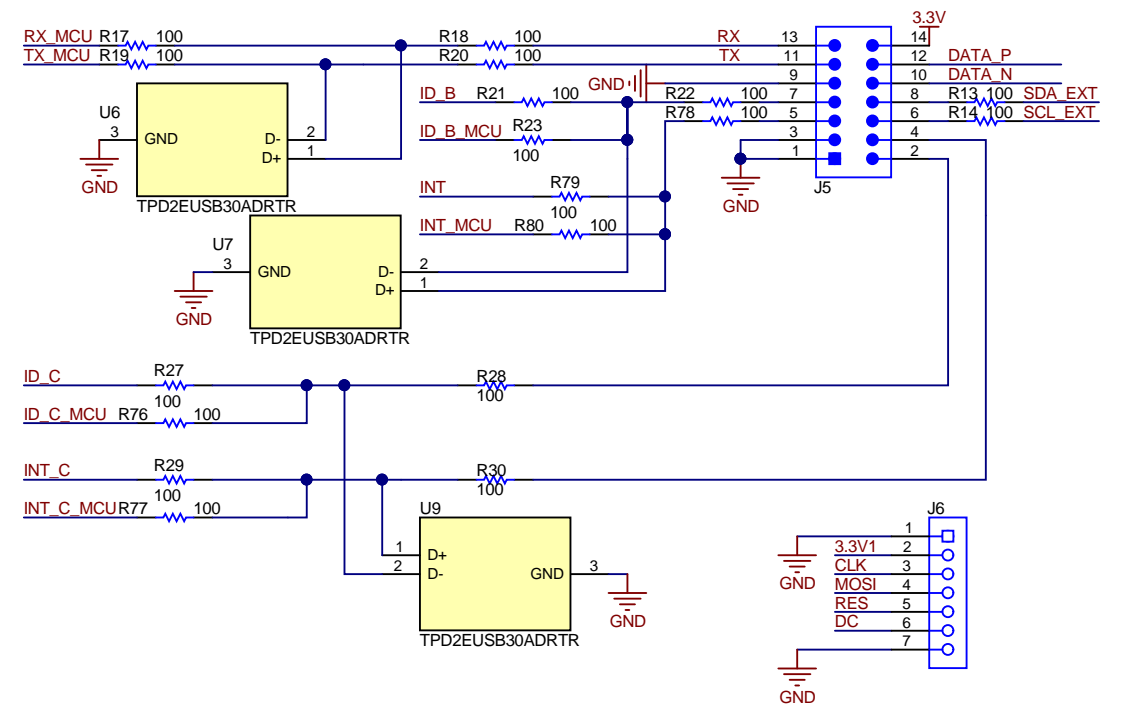 3.3V
RX_MCU R17 100 R18 100 RX 13 14
TX_MCU R19 100 R20 100 TX 11 12 DATA_P
GND 9 10 DATA_N
ID_B R21 100 R22 100 7 8 R13 100 SDA_EXT
R78 100 5 6 R14 100 SCL_EXT
ID_B_MCU R23 3 4
100
1 2
J5
GND
U6
3 GND D- 2
D+ 1
GND
TPD2EUSB30ADRTR
INT R79
100
INT_MCU R80 100
U7
3 GND D- 2
D+ 1
GND
TPD2EUSB30ADRTR
ID_C R27 R28
100 100
ID_C_MCU R76 100
INT_C R29 R30
100 100
INT_C_MCU R77 100
U9
1 D+
2 D- GND 3
GND
TPD2EUSB30ADRTR
J6
1
GND
3.3V1 2
CLK 3
MOSI 4
RES 5
DC 6
7
GND